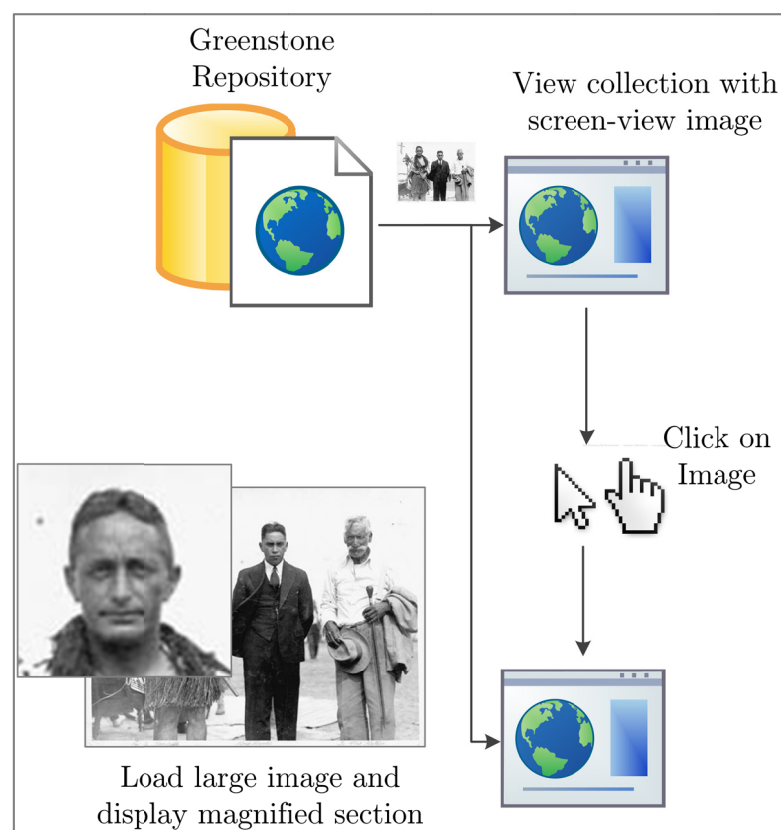 Greenstone
Repository
View collection with
screen-view image
Click on
Image
Load large image and
display magnified section